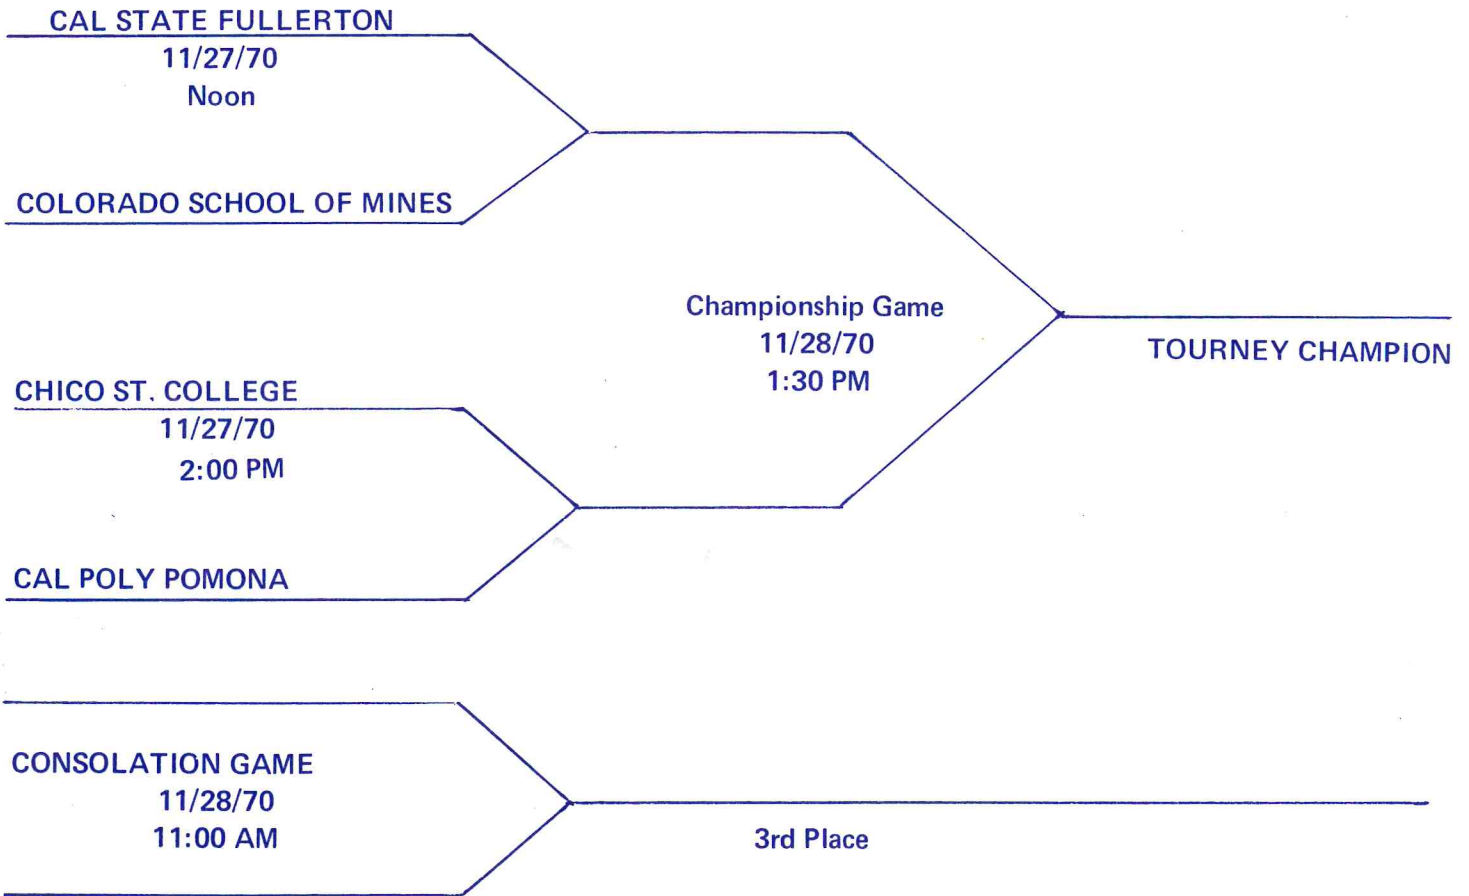 CAL STATE FULLERTON
11/27/70
Noon
COLORADO SCHOOL OF MINES
Championship Game
11/28/70
1:30 PM
TOURNEY CHAMPION
CHICO ST. COLLEGE
11/27/70
2:00 PM
CAL POLY POMONA
CONSOLATION GAME
11/28/70
11:00 AM
3rd Place